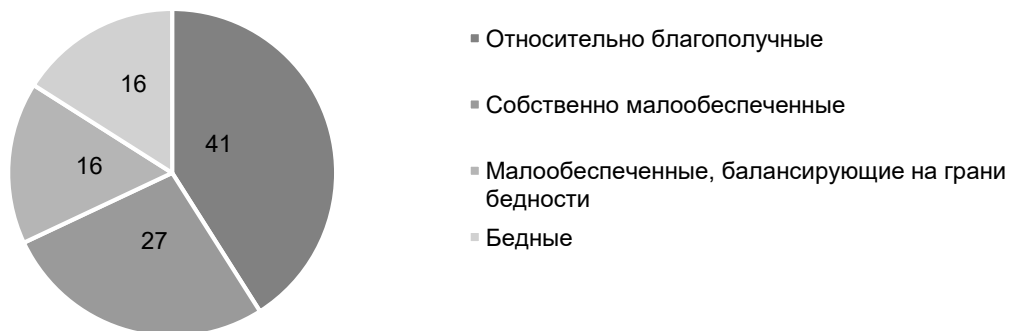 16
41
16
27
Относительно благополучные
Собственно малообеспеченные
Малообеспеченные, балансирующие на грани
бедности
Бедные